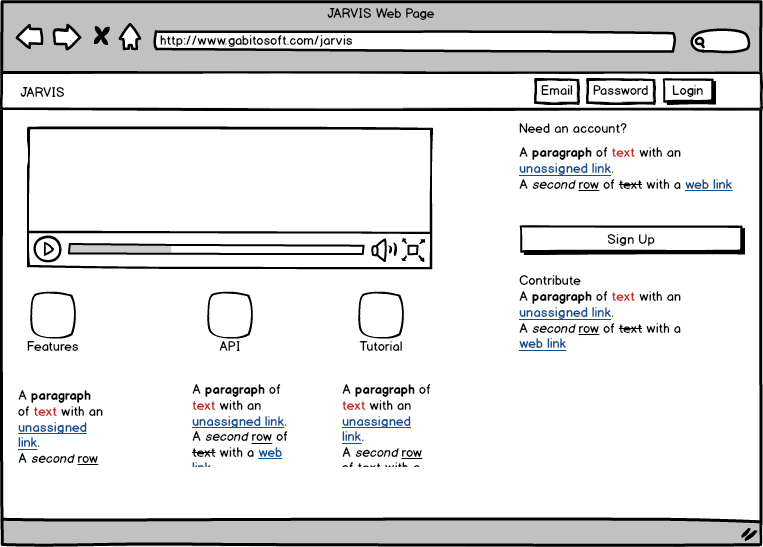 JARVIS Web Page
http://www.gabitosoft.com/jarvis
JARVIS
Email
Password
Login
Need an account?
A paragraph of text with an
unassigned link.
A second row of text with a web link
Sign Up
Contribute
A paragraph of text with an
unassigned link.
A second row of text with a
web link
Features
API
Tutorial
A paragraph
of text with an
unassigned
link.
A second row
A paragraph of
text with an
unassigned link.
A second row of
text with a web
link
A paragraph of
text with an
unassigned
link.
A second row
of text with a